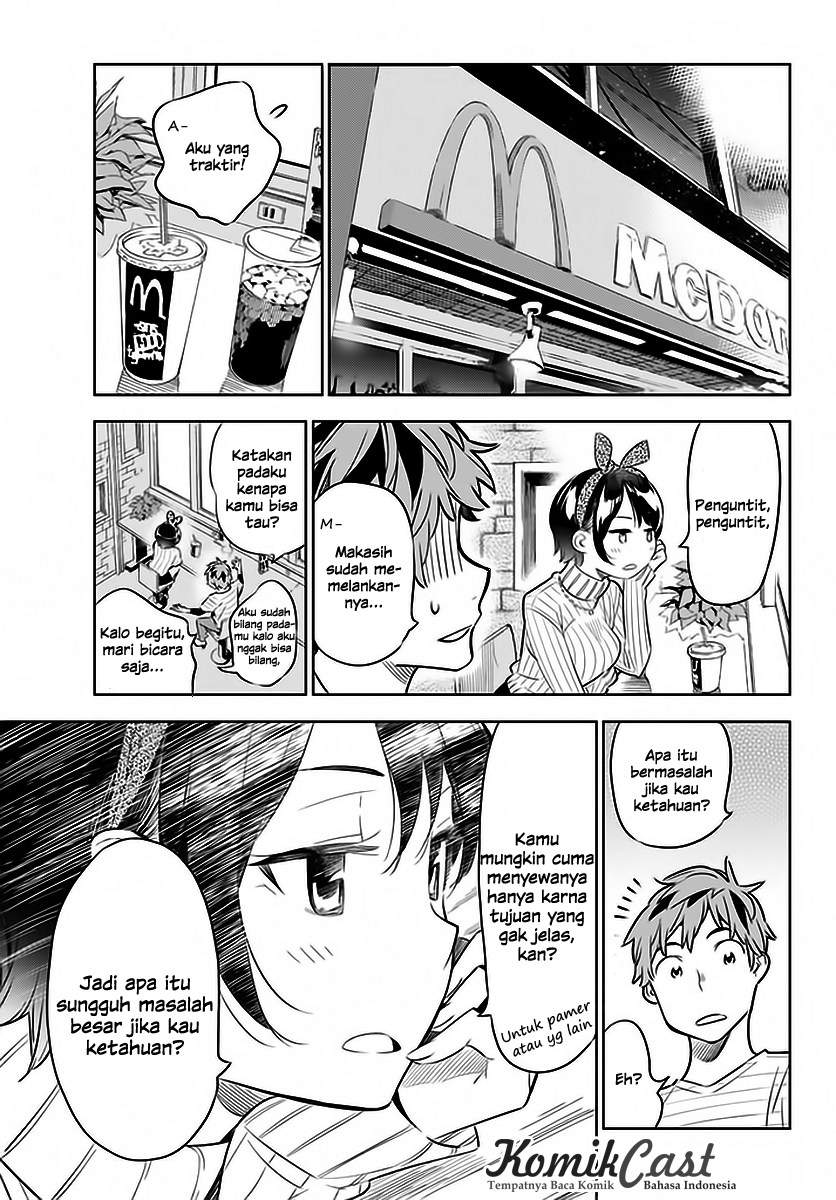 M
McDon
A-
Aku yang
traktir!
M
Penguntit,
penguntit,
M-
Makasih
sudah me-
melankan-
nya...
Katakan
padaku
kenapa
kamu bisa
tau?
Aku sudah
bilang pada-
mu kalo aku
nggak bisa
bilang,
Kalo begitu,
mari bicara
saja...
Apa itu
bermasalah
jika kau
ketahuan?
Eh?
Kamu
mungkin cuma
menyewanya
hanya karna
tujuan yang
gak jelas,
kan?
Untuk pamer
atau yg lain
Jadi apa itu
sungguh masalah
besar jika kau
ketahuan?
KomikCast
Tempatnya Baca Komik Bahasa Indonesia